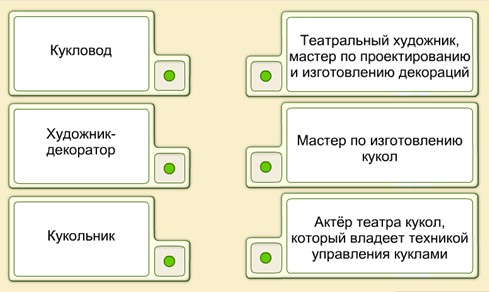 Кукловод
Театральный художник,
мастер по проектированию
и изготовлению декораций
Художник-
декоратор
Мастер по изготовлению
кукол
Кукольник
Актёр театра кукол,
который владеет техникой
управления куклами